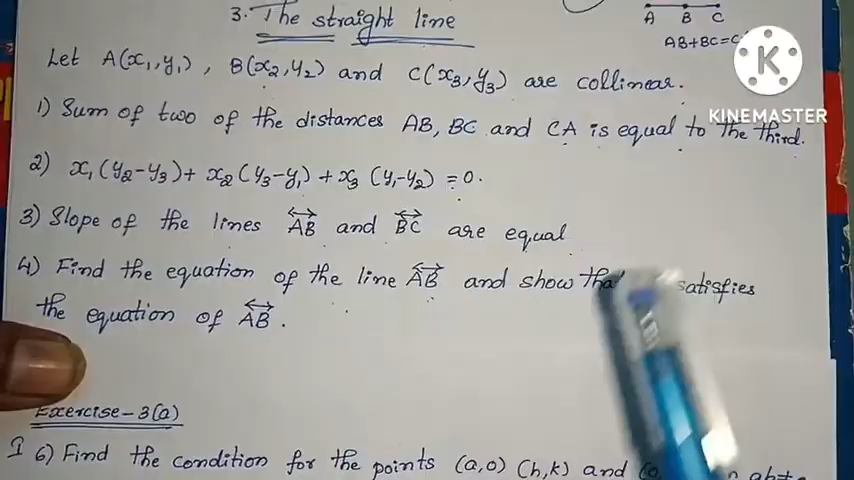 3. The straight line
A B C
AB+BC=
Let A(x₁,y₁), B(x₂,y₂) and C(x₃,y₃) are collinear.
K
KINEMASTER
1) Sum of two of the distances AB, BC and CA is equal to the third.
2) x₁(y₂-y₃)+ x₂(y₃-y₁)+x₃(y₁-y₂)=0.
3) Slope of the lines ↔AB and ↔BC are equal
4) Find the equation of the line ↔AB and show satisfies
the equation of ↔AB.
Exercise-3(a)
I 6) Find the condition for the points (a,0) (h,k) and